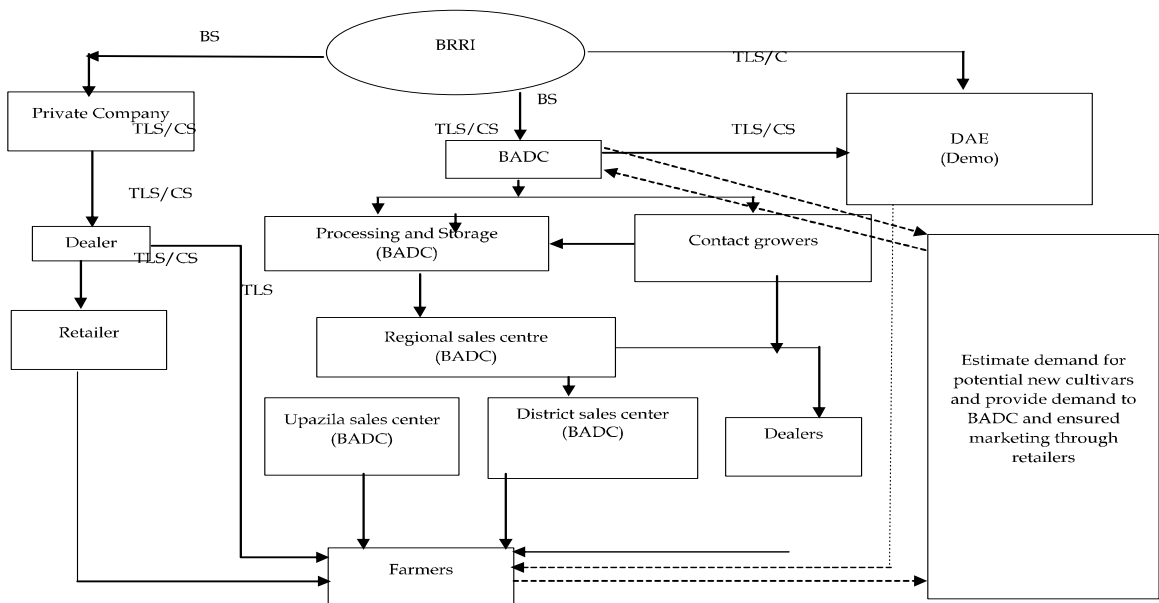 BRRI
BS
TLS/C
BS
Private Company
TLS/CS
TLS/CS
TLS/CS
DAE
(Demo)
BADC
TLS/CS
Processing and Storage
(BADC)
Contact growers
Dealer
TLS/CS
TLS
Retailer
Regional sales centre
(BADC)
Estimate demand for
potential new cultivars
and provide demand to
BADC and ensured
marketing through
retailers
Upazila sales center
(BADC)
District sales center
(BADC)
Dealers
Farmers